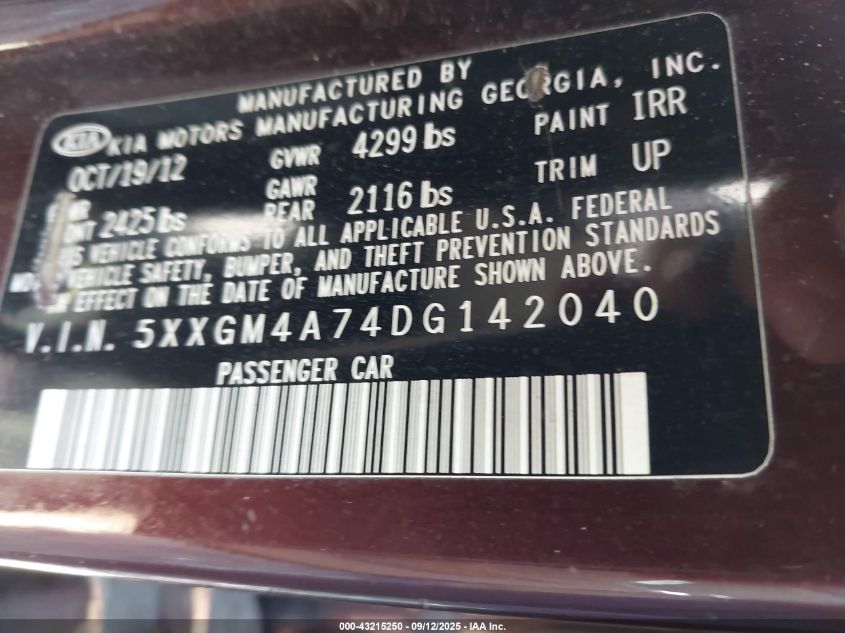 MANUFACTURED BY
KIA KIA MOTORS MANUFACTURING GEORGIA, INC.
OCT/19/12 GVWR 4299 lbs PAINT IRR
2425 lbs GAWR REAR 2116 lbs TRIM UP
VEHICLE CONFORMS TO ALL APPLICABLE U.S.A. FEDERAL
VEHICLE SAFETY, BUMPER, AND THEFT PREVENTION STANDARDS
IN EFFECT ON THE DATE OF MANUFACTURE SHOWN ABOVE.
V.I.N. 5XXGM4A74DG142040
PASSENGER CAR
000-43215250 - 09/12/2025 - IAA Inc.